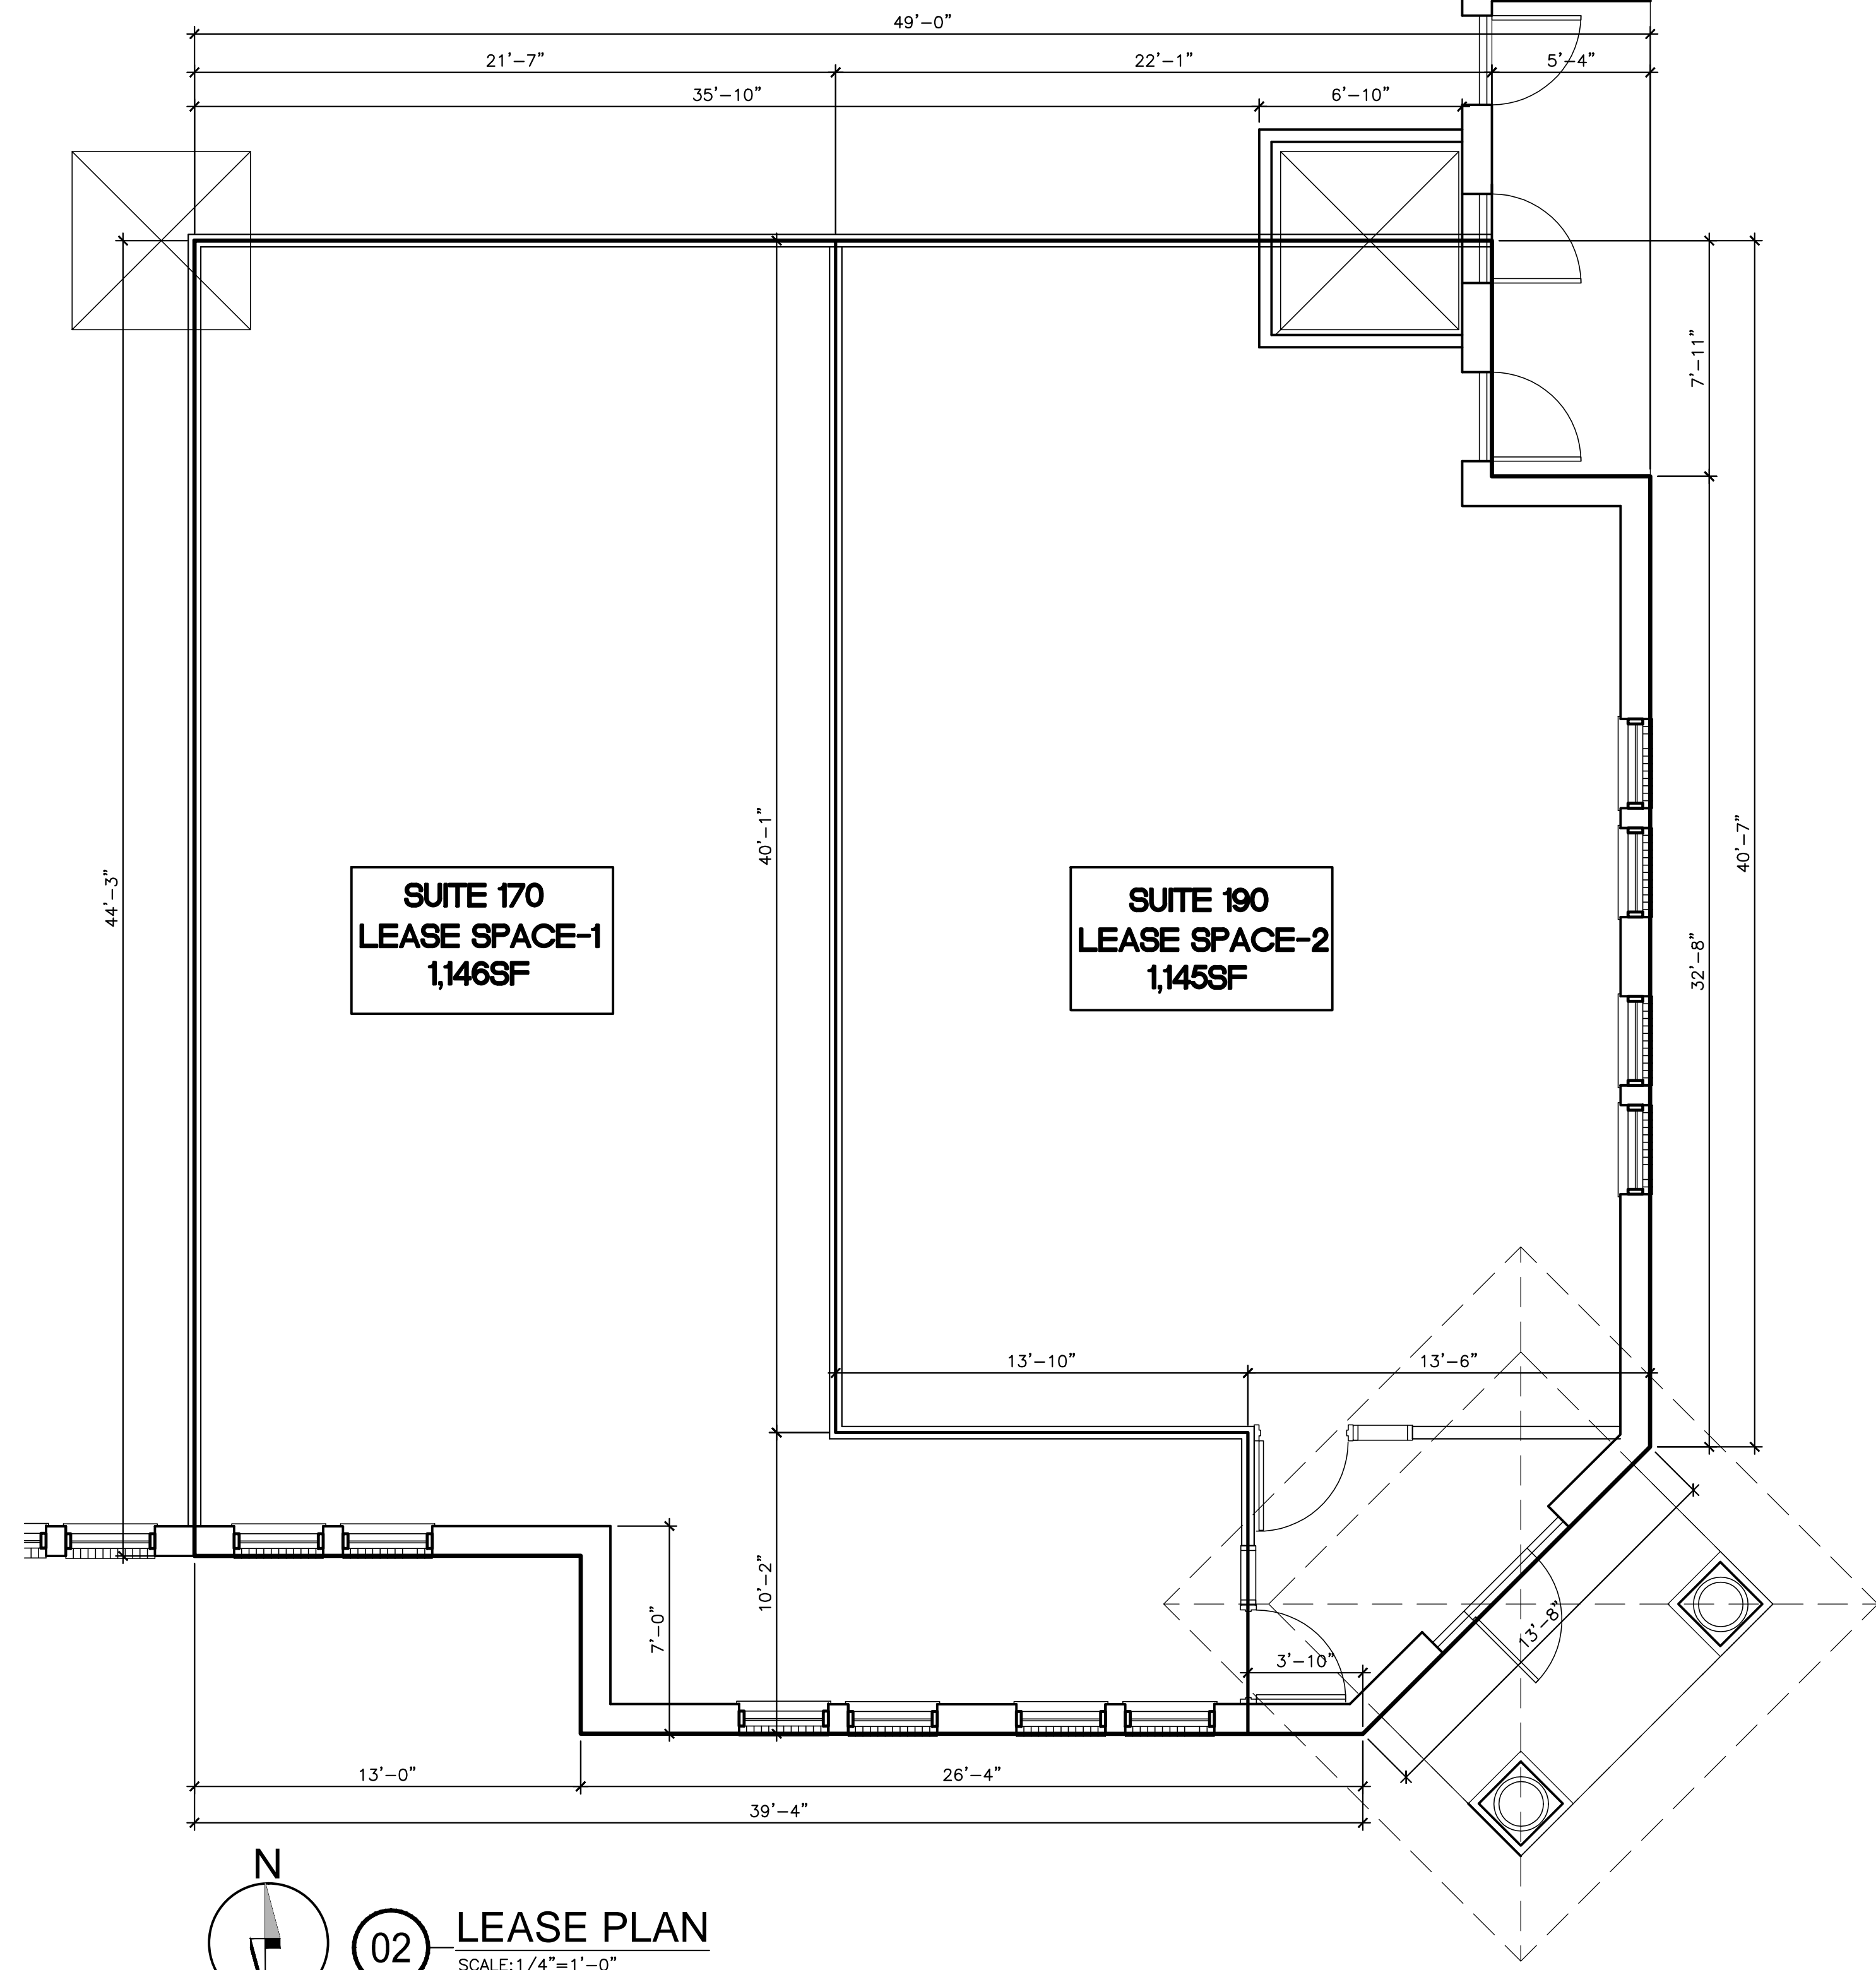 49'-0"
21'-7" 22'-1" 5'-4"
35'-10" 6'-10"
7'-11"
40'-1"
40'-7"
44'-3"
SUITE 170
LEASE SPACE-1
1,146SF
SUITE 190
LEASE SPACE-2
1,145SF
32'-8"
13'-10" 13'-6"
10'-2"
7'-0"
13'-8"
3'-10"
13'-0" 26'-4"
39'-4"
N
02
LEASE PLAN
SCALE:1/4"=1'-0"